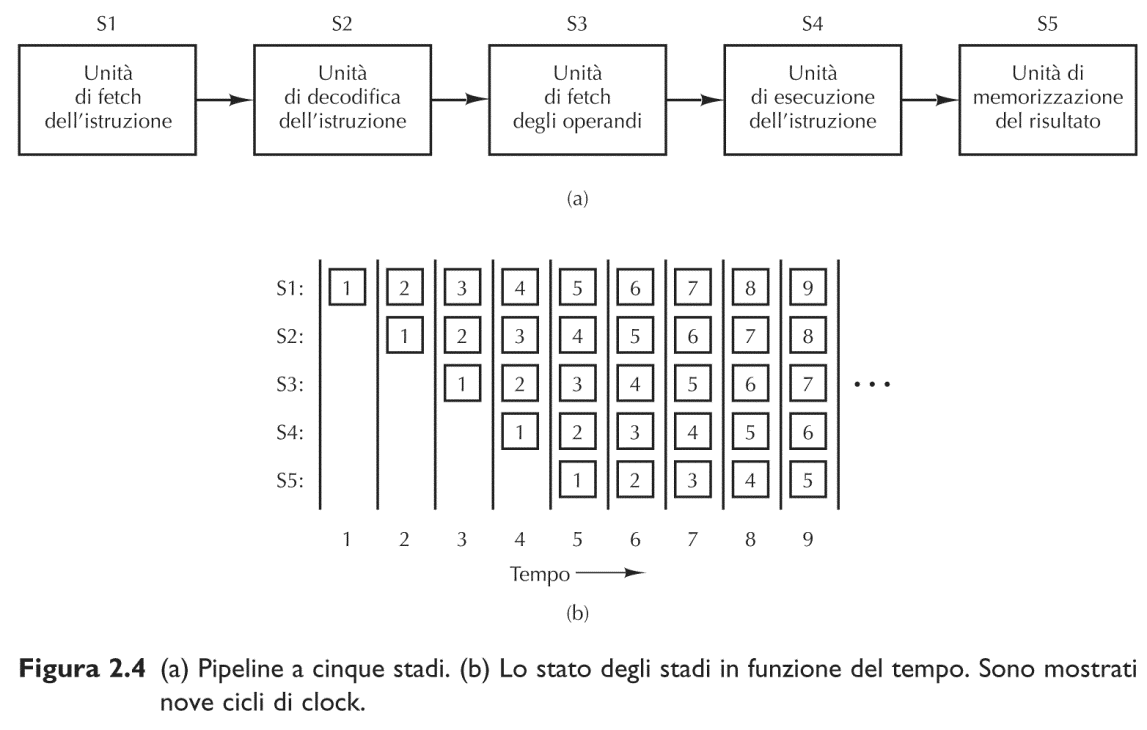 S1 S2 S3 S4 S5
Unità di fetch dell'istruzione
Unità di decodifica dell'istruzione
Unità di fetch degli operandi
Unità di esecuzione dell'istruzione
Unità di memorizzazione del risultato
(a)
S1: 1 2 3 4 5 6 7 8 9
S2: 1 2 3 4 5 6 7 8
S3: 1 2 3 4 5 6 7 ...
S4: 1 2 3 4 5 6
S5: 1 2 3 4 5
1 2 3 4 5 6 7 8 9
Tempo
(b)
Figura 2.4 (a) Pipeline a cinque stadi. (b) Lo stato degli stadi in funzione del tempo. Sono mostrati
nove cicli di clock.